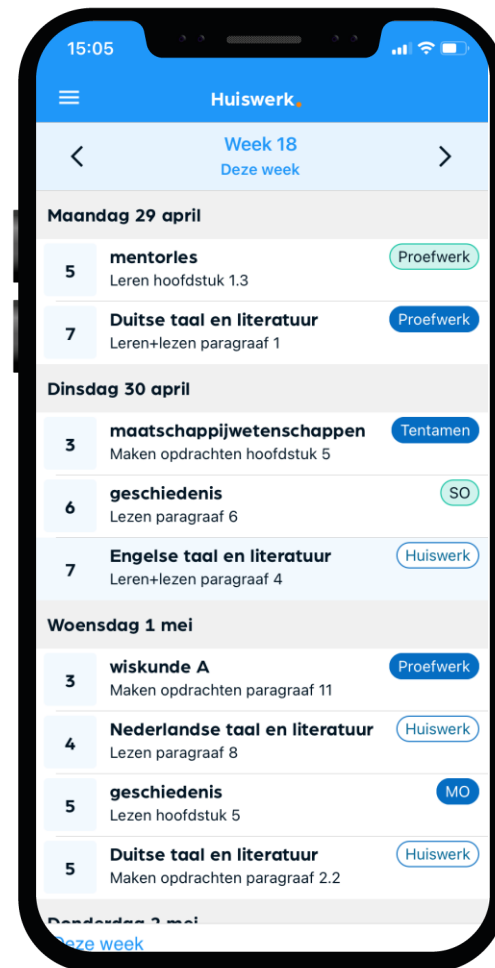 15:05
Huiswerk.
Week 18
Deze week
Maandag 29 april
5 mentorles Proefwerk
Leren hoofdstuk 1.3
7 Duitse taal en literatuur Proefwerk
Leren+lezen paragraaf 1
Dinsdag 30 april
3 maatschappijwetenschappen Tentamen
Maken opdrachten hoofdstuk 5
6 geschiedenis SO
Lezen paragraaf 6
7 Engelse taal en literatuur Huiswerk
Leren+lezen paragraaf 4
Woensdag 1 mei
3 wiskunde A Proefwerk
Maken opdrachten paragraaf 11
4 Nederlandse taal en literatuur Huiswerk
Lezen paragraaf 8
5 geschiedenis MO
Lezen hoofdstuk 5
5 Duitse taal en literatuur Huiswerk
Maken opdrachten paragraaf 2.2
Donderdag 2 mei
Deze week